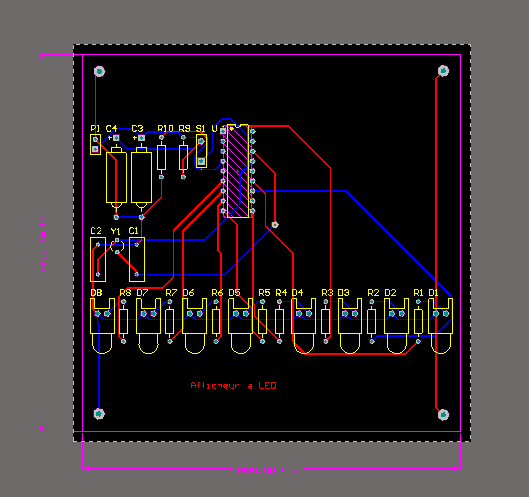 P1 C4 C3 R10 R9 S1 U
C2 Y1 C1
D8 R8 D7 R7 D6 R6 D5 R5 R4 D4 R3 D3 R2 D2 R1 D1
Afficheur a LED